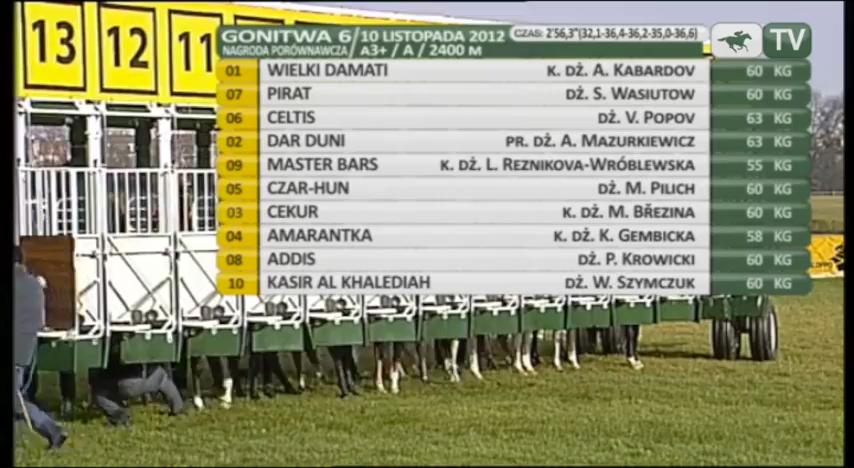 13 12 11
GONITWA 6/10 LISTOPADA 2012 CZAS: 2'56,3"(32,1-36,4-36,2-35,0-36,6)
NAGRODA PORÓWNAWCZA / A3+ / A / 2400 M
TV
01 WIELKI DAMATI K. DŻ. A. KABARDOV 60 KG
07 PIRAT DŻ. S. WASIUTOW 60 KG
06 CELTIS DŻ. V. POPOV 63 KG
02 DAR DUNI PR. DŻ. A. MAZURKIEWICZ 63 KG
09 MASTER BARS K. DŻ. L. REZNIKOVA-WRÓBLEWSKA 55 KG
05 CZAR-HUN DŻ. M. PILICH 60 KG
03 CEKUR K. DŻ. M. BŘEZINA 60 KG
04 AMARANTKA K. DŻ. K. GEMBICKA 58 KG
08 ADDIS DŻ. P. KROWICKI 60 KG
10 KASIR AL KHALEDIAH DŻ. W. SZYMCZUK 60 KG